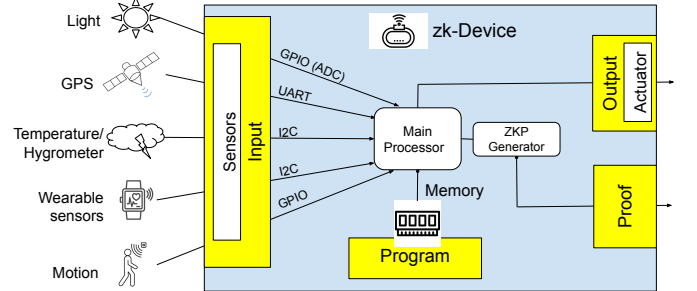 Light
GPS
Temperature/
Hygrometer
Wearable
sensors
Motion
Sensors
Input
zk-Device
GPIO (ADC)
UART
I2C
I2C
GPIO
Main
Processor
ZKP
Generator
Memory
Program
Output
Actuator
Proof